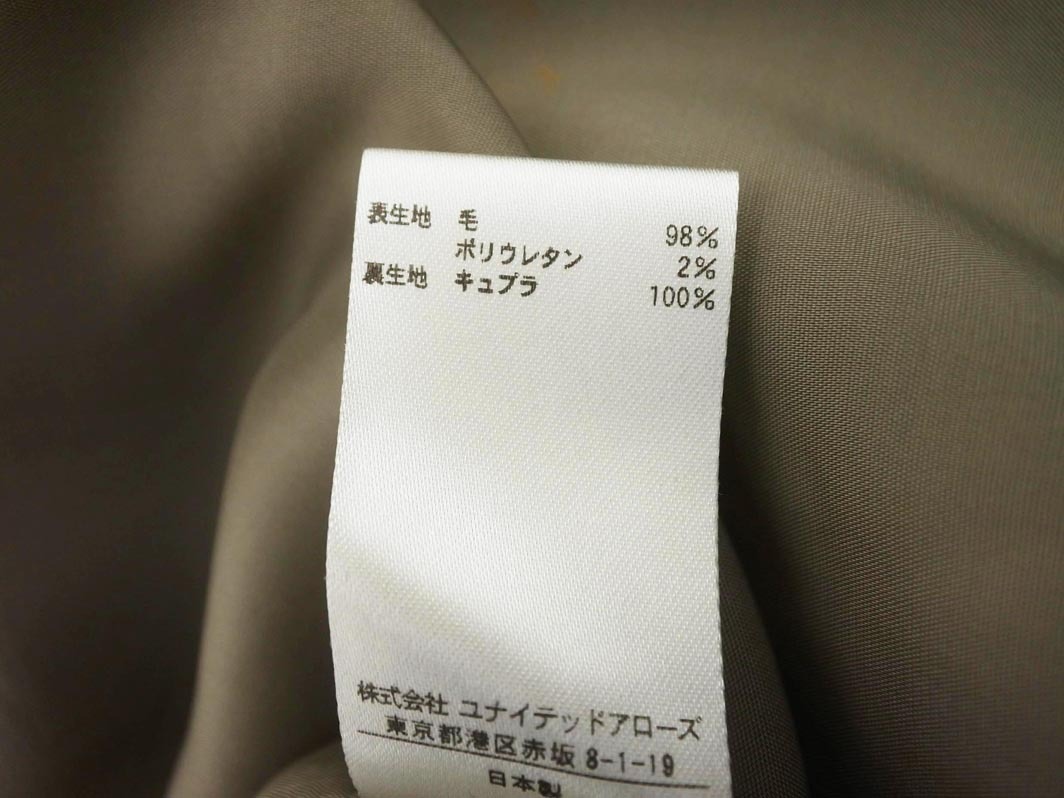 表生地 毛 98%
ポリウレタン 2%
裏生地 キュプラ 100%
株式会社 ユナイテッドアローズ
東京都港区赤坂 8-1-19
日本製